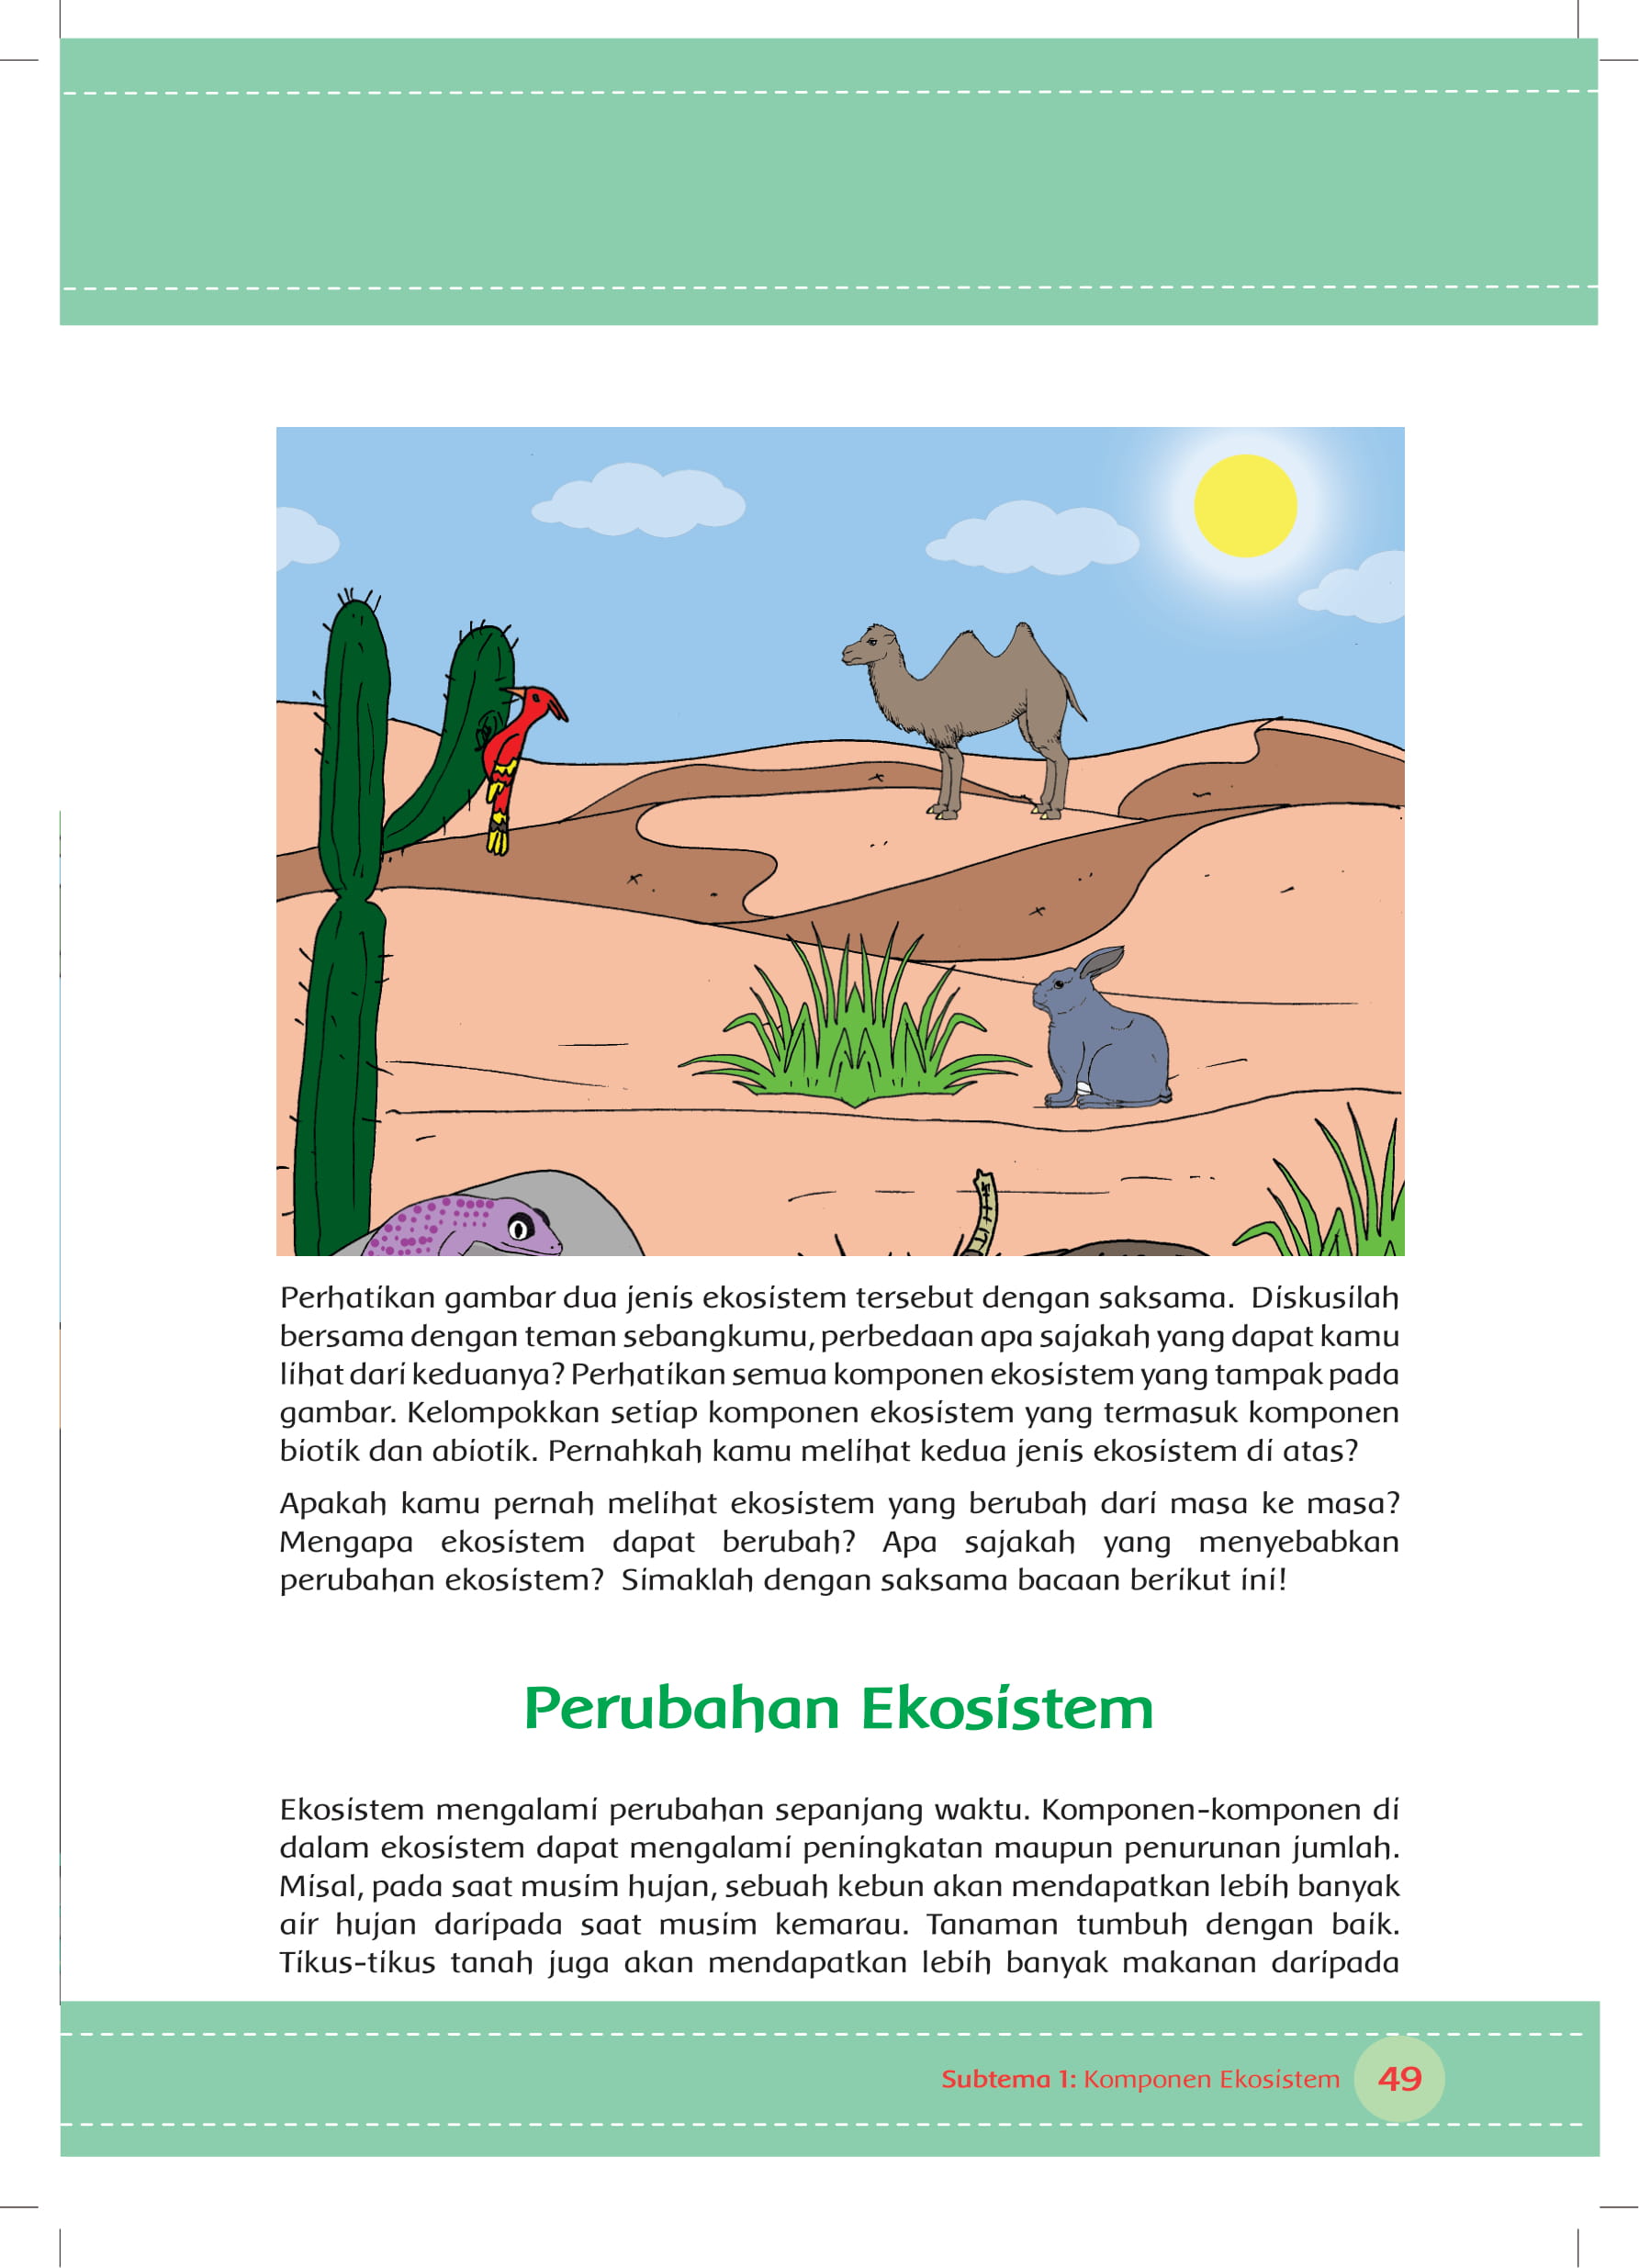 Perhatikan gambar dua jenis ekosistem tersebut dengan saksama. Diskusilah
bersama dengan teman sebangkumu, perbedaan apa sajakah yang dapat kamu
lihat dari keduanya? Perhatikan semua komponen ekosistem yang tampak pada
gambar. Kelompokkan setiap komponen ekosistem yang termasuk komponen
biotik dan abiotik. Pernahkah kamu melihat kedua jenis ekosistem di atas?
Apakah kamu pernah melihat ekosistem yang berubah dari masa ke masa?
Mengapa ekosistem dapat berubah? Apa sajakah yang menyebabkan
perubahan ekosistem? Simaklah dengan saksama bacaan berikut ini!
Perubahan Ekosistem
Ekosistem mengalami perubahan sepanjang waktu. Komponen-komponen di
dalam ekosistem dapat mengalami peningkatan maupun penurunan jumlah.
Misal, pada saat musim hujan, sebuah kebun akan mendapatkan lebih banyak
air hujan daripada saat musim kemarau. Tanaman tumbuh dengan baik.
Tikus-tikus tanah juga akan mendapatkan lebih banyak makanan daripada
Subtema 1: Komponen Ekosistem 49